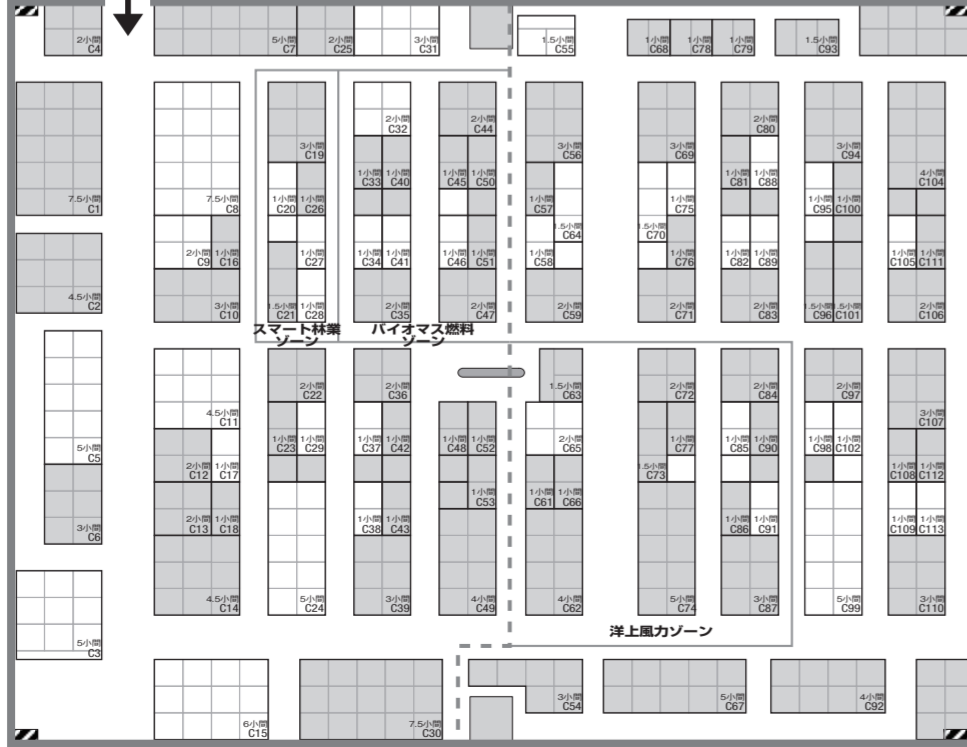 2小間
C4
5小間
C7
2小間
C25
3小間
C31
1.5小間
C55
1小間
C68
1小間
C78
1小間
C79
1.5小間
C93
7.5小間
C1
7.5小間
C8
3小間
C19
2小間
C32
2小間
C44
3小間
C56
3小間
C69
2小間
C80
3小間
C94
4小間
C104
1小間
C20
1小間
C26
1小間
C33
1小間
C40
1小間
C45
1小間
C50
1小間
C57
1小間
C75
1小間
C81
1小間
C88
1小間
C95
1小間
C100
1.5小間
C64
1.5小間
C70
4.5小間
C2
2小間
C9
1小間
C16
1小間
C27
1小間
C34
1小間
C41
1小間
C46
1小間
C51
1小間
C58
1小間
C76
1小間
C82
1小間
C89
1小間
C105
1小間
C111
3小間
C10
1.5小間
C21
1小間
C28
2小間
C35
2小間
C47
2小間
C59
2小間
C71
2小間
C83
1.5小間
C96
1.5小間
C101
2小間
C106
スマート林業
ゾーン
バイオマス燃料
ゾーン
5小間
C5
4.5小間
C11
2小間
C22
2小間
C36
1.5小間
C63
2小間
C72
2小間
C84
2小間
C97
3小間
C107
2小間
C12
1小間
C17
1小間
C23
1小間
C29
1小間
C37
1小間
C42
1小間
C48
1小間
C52
2小間
C65
1小間
C77
1.5小間
C73
1小間
C85
1小間
C90
1小間
C98
1小間
C102
1小間
C108
1小間
C112
3小間
C6
2小間
C13
1小間
C18
1小間
C38
1小間
C43
1小間
C53
1小間
C61
1小間
C66
1小間
C86
1小間
C91
1小間
C109
1小間
C113
5小間
C3
4.5小間
C14
5小間
C24
3小間
C39
4小間
C49
4小間
C62
5小間
C74
3小間
C87
5小間
C99
3小間
C110
洋上風力ゾーン
6小間
C15
7.5小間
C30
3小間
C54
5小間
C67
4小間
C92